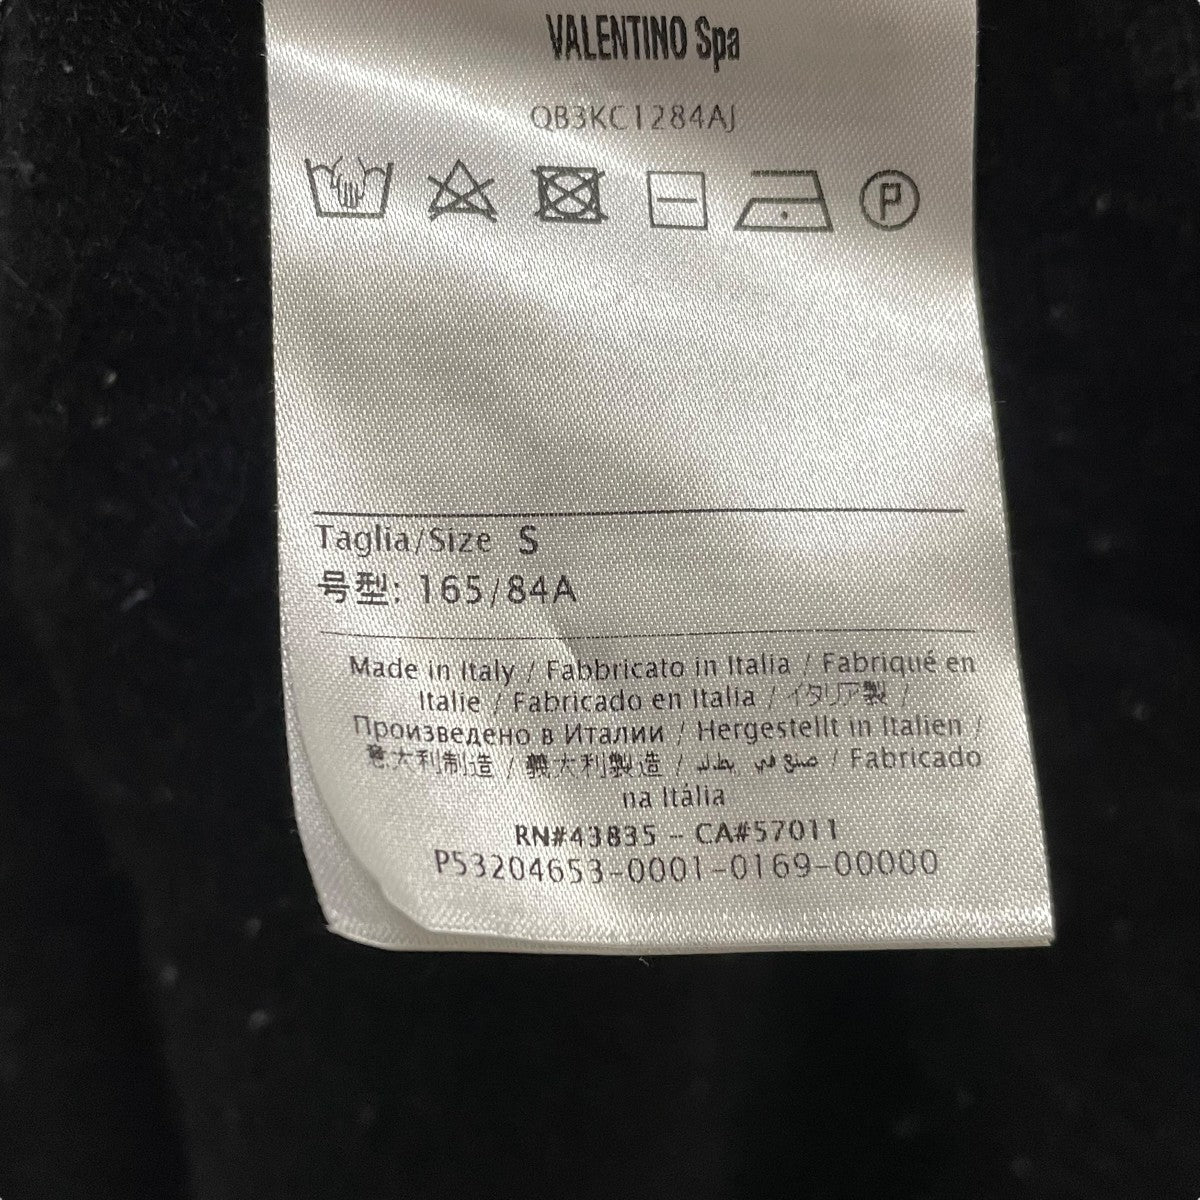 VALENTINO Spa
QB3KC1284AJ
P
Taglia/Size S
号型: 165/84A
Made in Italy / Fabbricato in Italia / Fabriqué en
Italie / Fabricado en Italia / イタリア製 /
Произведено в Италии / Hergestellt in Italien /
意大利制造 / 義大利製造 / صنع في إيطاليا / Fabricado
na Itália
RN#43835 - CA#57011
P53204653-0001-0169-00000